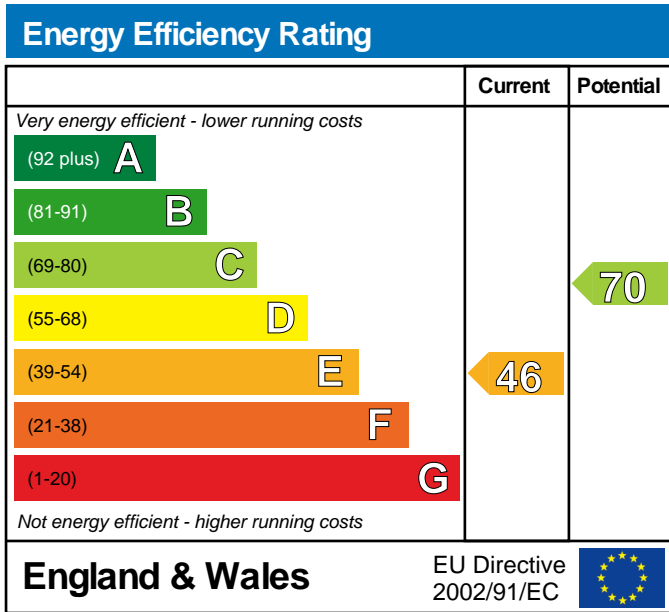 Energy Efficiency Rating
Current Potential
Very energy efficient - lower running costs
(92 plus) A
(81-91) B
(69-80) C
70
(55-68) D
(39-54) E
46
(21-38) F
(1-20) G
Not energy efficient - higher running costs
England & Wales
EU Directive
2002/91/EC